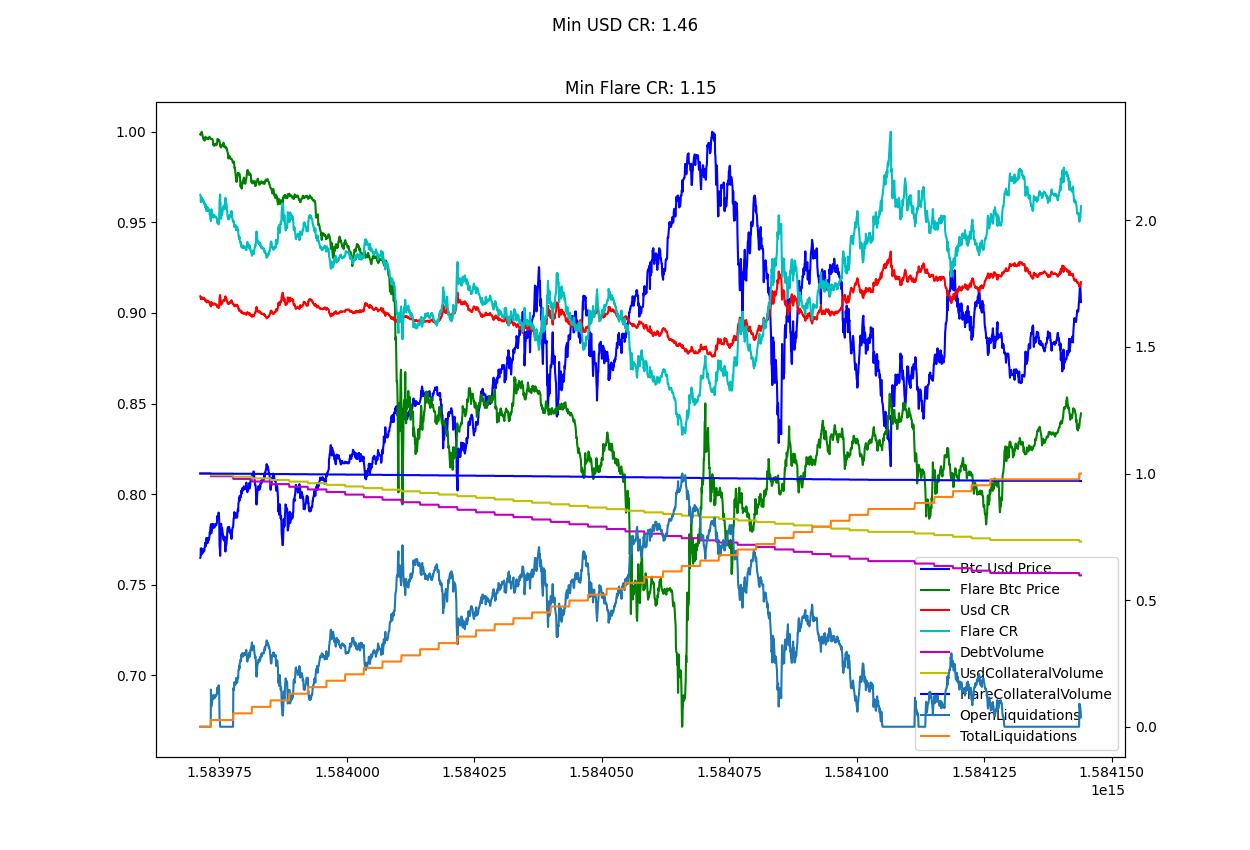 Min USD CR: 1.46
Min Flare CR: 1.15
1.00
0.95
0.90
0.85
0.80
0.75
0.70
2.0
1.5
1.0
0.5
0.0
Btc Usd Price
Flare Btc Price
Usd CR
Flare CR
DebtVolume
UsdCollateralVolume
FlareCollateralVolume
OpenLiquidations
TotalLiquidations
1.583975 1.584000 1.584025 1.584050 1.584075 1.584100 1.584125 1.584150
1e15